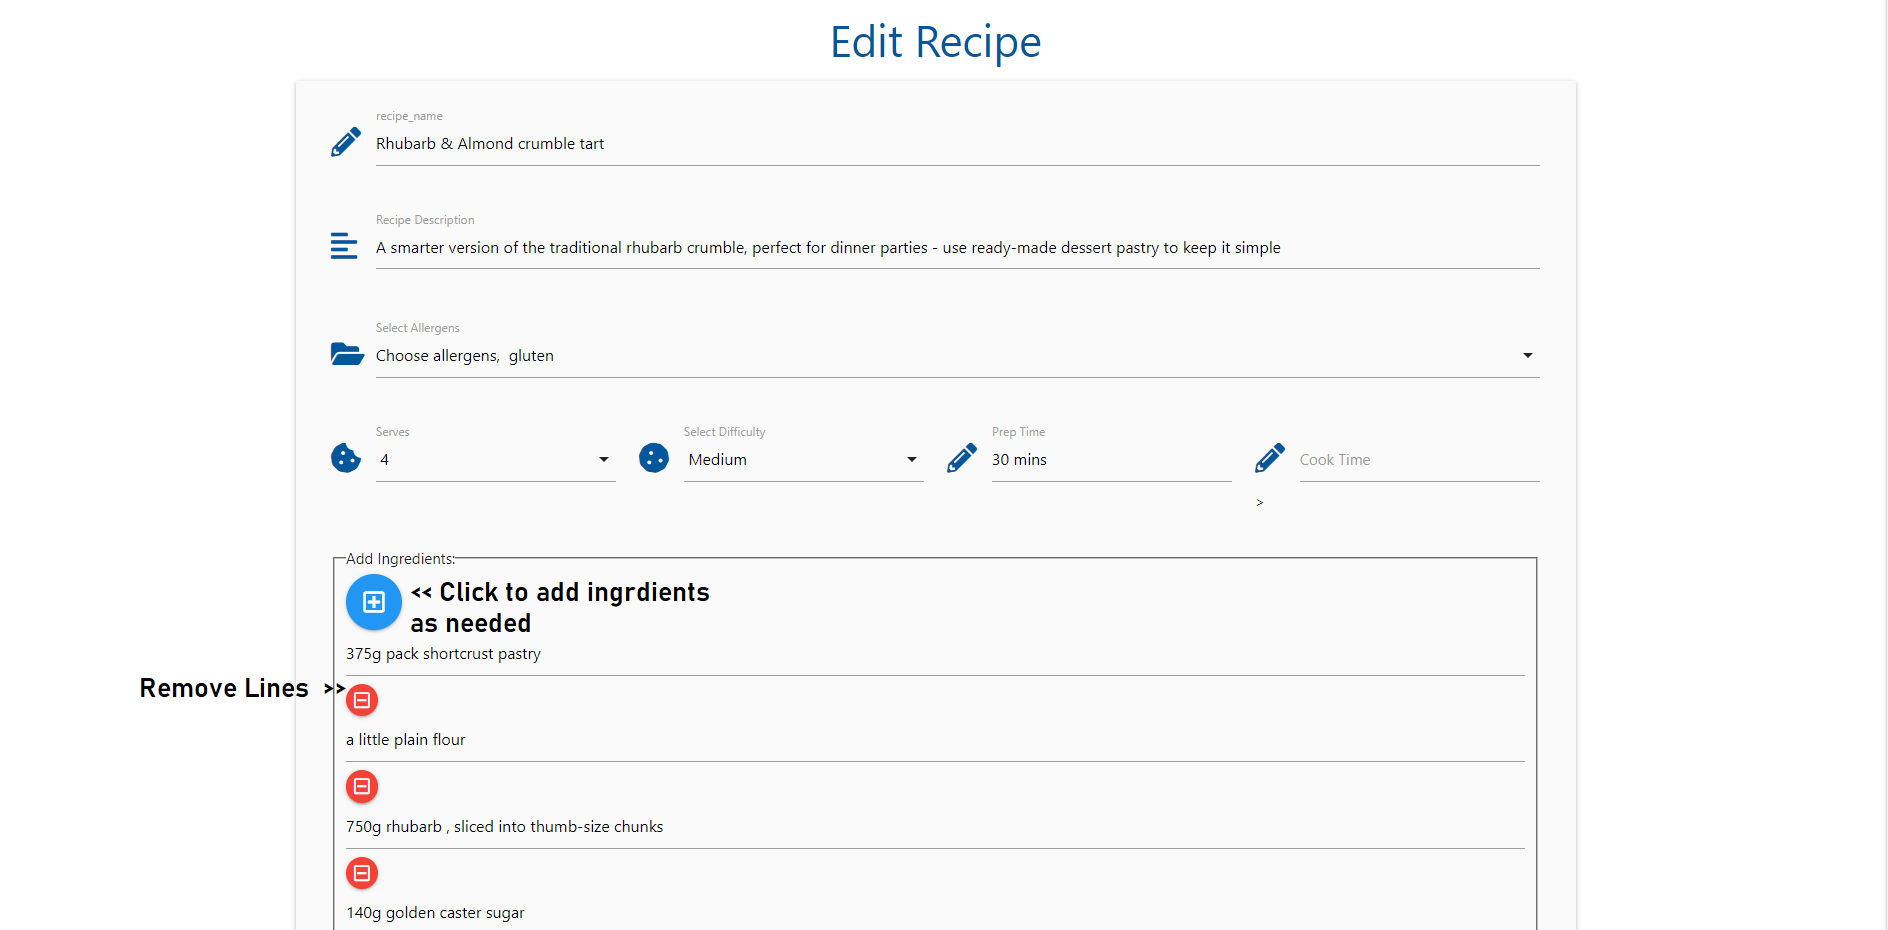 Edit Recipe
recipe_name
Rhubarb & Almond crumble tart
Recipe Description
A smarter version of the traditional rhubarb crumble, perfect for dinner parties - use ready-made dessert pastry to keep it simple
Select Allergens
Choose allergens,  gluten
Serves Select Difficulty Prep Time
4 Medium 30 mins Cook Time
>
Add Ingredients:
<< Click to add ingrdients
as needed
375g pack shortcrust pastry
Remove Lines >>
a little plain flour
750g rhubarb , sliced into thumb-size chunks
140g golden caster sugar